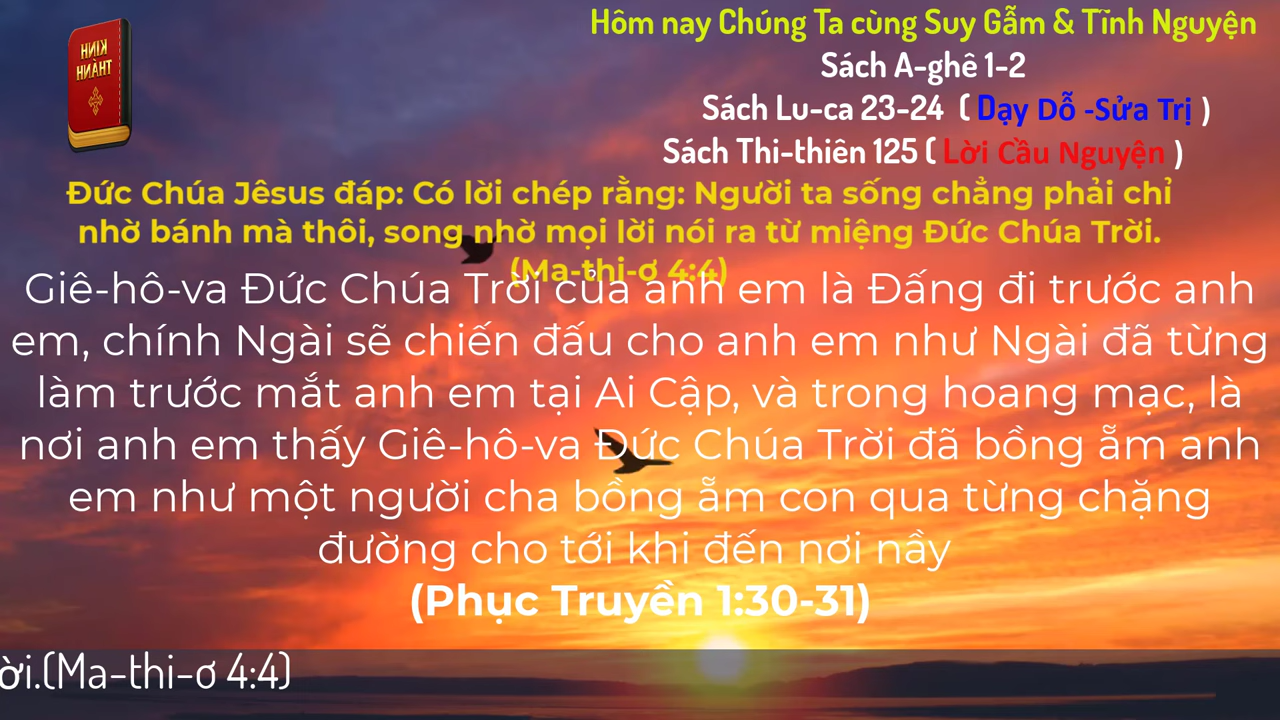 KINH
THÁNH
Hôm nay Chúng Ta cùng Suy Gẫm & Tĩnh Nguyện
Sách A-ghê 1-2
Sách Lu-ca 23-24 ( Dạy Dỗ -Sửa Trị )
Sách Thi-thiên 125 ( Lời Cầu Nguyện )
Đức Chúa Jêsus đáp: Có lời chép rằng: Người ta sống chẳng phải chỉ
nhờ bánh mà thôi, song nhờ mọi lời nói ra từ miệng Đức Chúa Trời.
(Ma-thi-ơ 4:4)
Giê-hô-va Đức Chúa Trời của anh em là Đấng đi trước anh
em, chính Ngài sẽ chiến đấu cho anh em như Ngài đã từng
làm trước mắt anh em tại Ai Cập, và trong hoang mạc, là
nơi anh em thấy Giê-hô-va Đức Chúa Trời đã bồng ẵm anh
em như một người cha bồng ẵm con qua từng chặng
đường cho tới khi đến nơi nầy
(Phục Truyền 1:30-31)
ời.(Ma-thi-ơ 4:4)